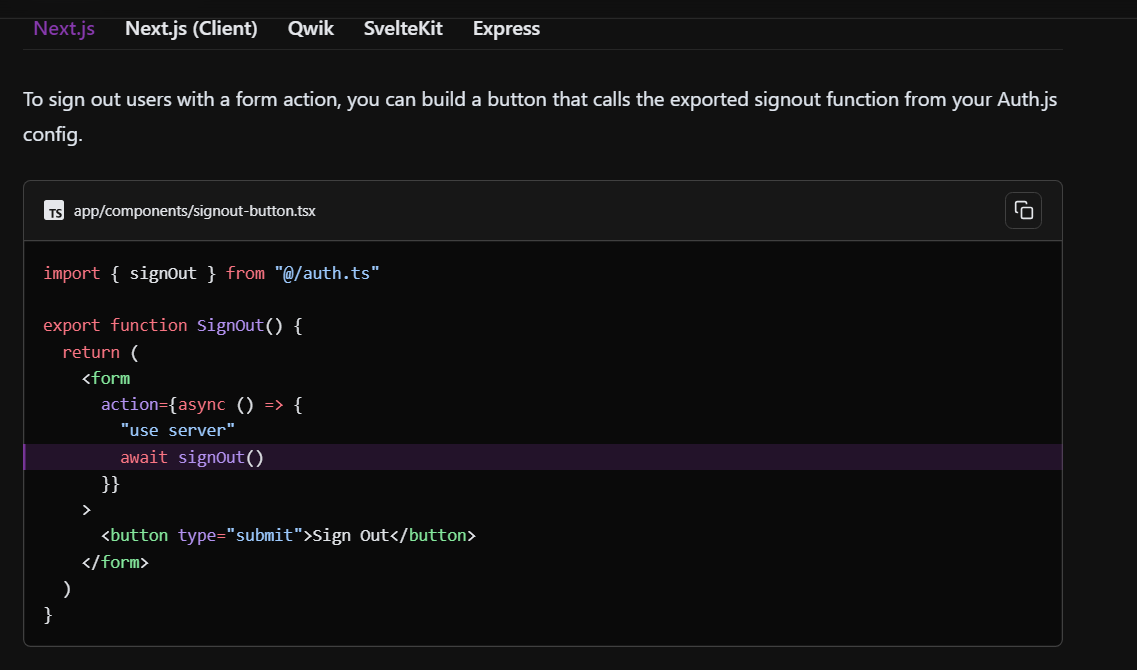 Next.js Next.js (Client) Qwik SvelteKit Express
To sign out users with a form action, you can build a button that calls the exported signout function from your Auth.js
config.
TS app/components/signout-button.tsx
import { signOut } from "@/auth.ts"
export function SignOut() {
  return (
    <form
      action={async () => {
        "use server"
        await signOut()
      }}
    >
      <button type="submit">Sign Out</button>
    </form>
  )
}